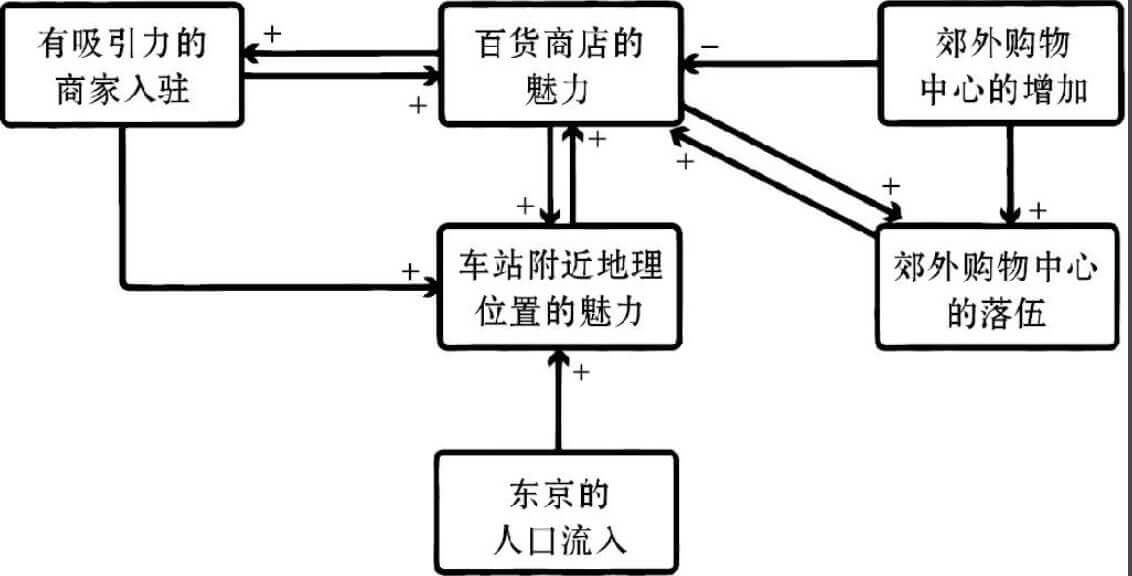 有吸引力的
商家入驻
+
+
百货商店的
魅力
−
郊外购物
中心的增加
+
+
+
+
+
+
车站附近地理
位置的魅力
郊外购物中心
的落伍
+
+
东京的
人口流入